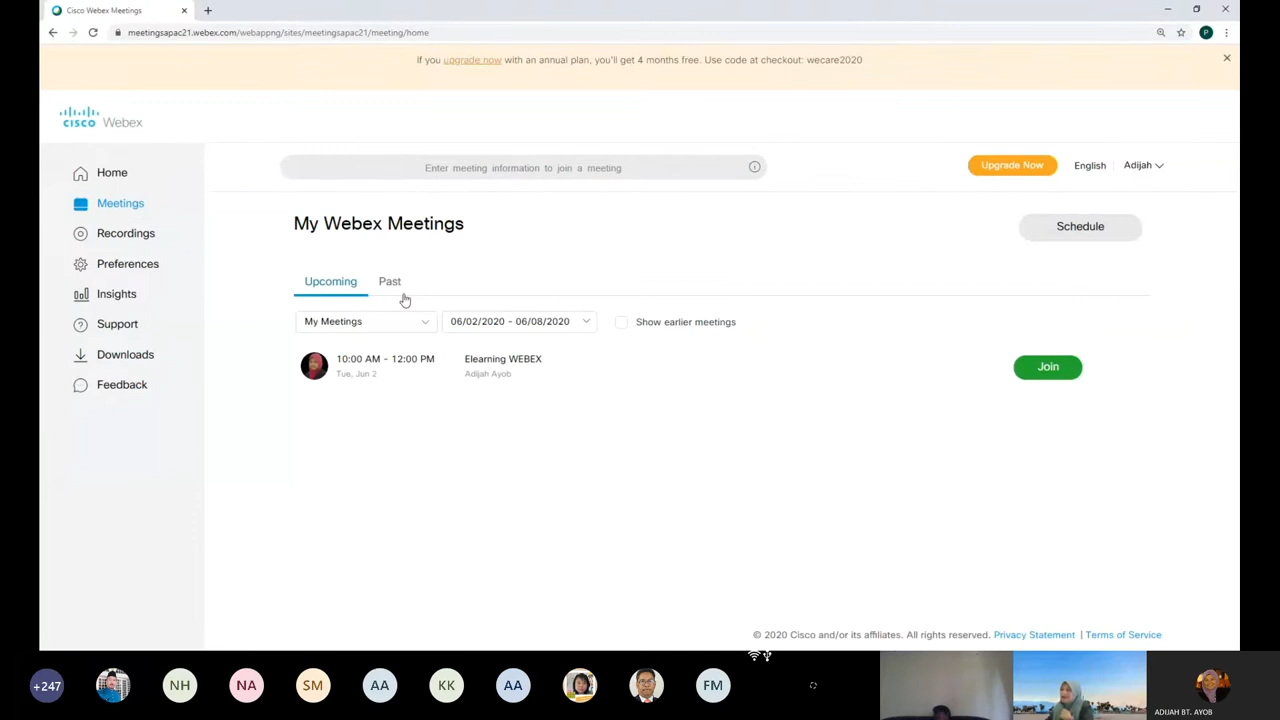 Cisco Webex Meetings
meetingsapac21.webex.com/webappng/sites/meetingsapac21/meeting/home
P
If you upgrade now with an annual plan, you'll get 4 months free. Use code at checkout: wecare2020
cisco Webex
Home
Meetings
Recordings
Preferences
Insights
Support
Downloads
Feedback
Enter meeting information to join a meeting
Upgrade Now
English
Adijah
My Webex Meetings
Schedule
Upcoming
Past
My Meetings
06/02/2020 - 06/08/2020
Show earlier meetings
10:00 AM - 12:00 PM
Elearning WEBEX
Tue, Jun 2
Adijah Ayob
Join
© 2020 Cisco and/or its affiliates. All rights reserved. Privacy Statement | Terms of Service
+247
NH
NA
SM
AA
KK
AA
FM
ADIJAH BT. AYOB